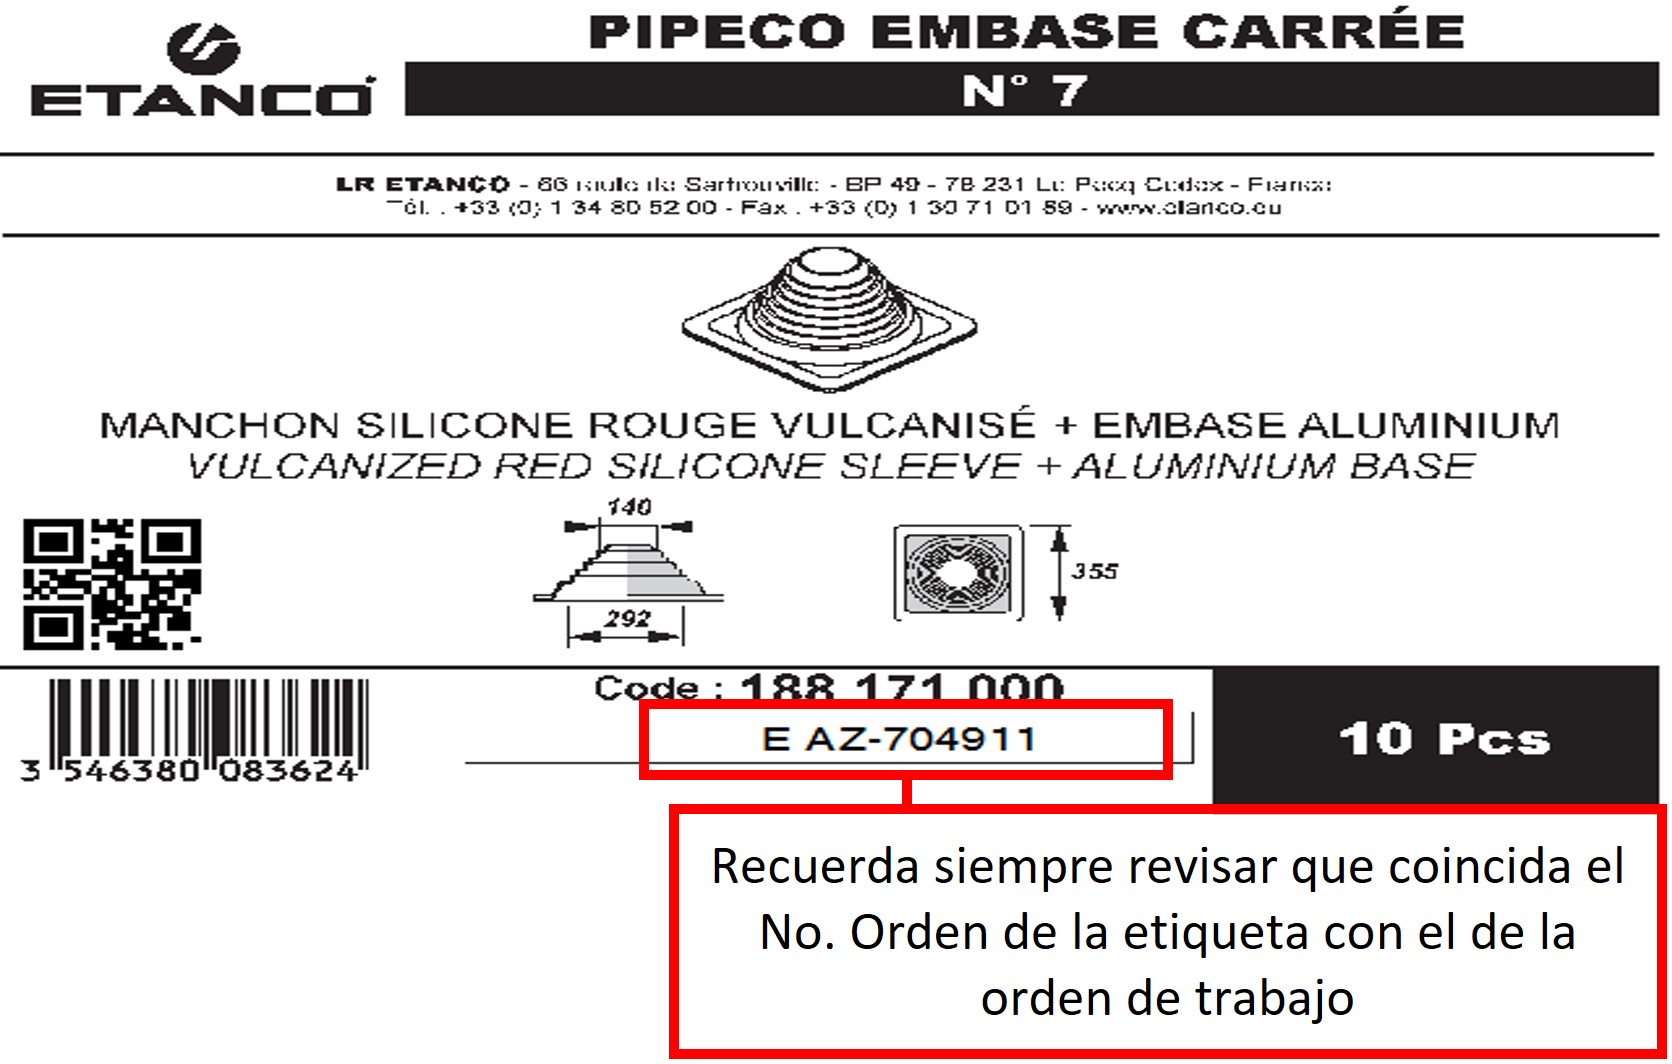 PIPECO EMBASE CARRÉE
ETANCO
N° 7
LR ETANCO - 66 route de Sartrouville - BP 49 - 78 231 Le Pecq Cedex - France
Tél. : +33 (0) 1 34 80 52 00 - Fax : +33 (0) 1 30 71 01 89 - www.etanco.eu
MANCHON SILICONE ROUGE VULCANISÉ + EMBASE ALUMINIUM
VULCANIZED RED SILICONE SLEEVE + ALUMINIUM BASE
140
355
292
Code : 188 171 000
E AZ-704911
10 Pcs
3 546380 083624
Recuerda siempre revisar que coincida el
No. Orden de la etiqueta con el de la
orden de trabajo